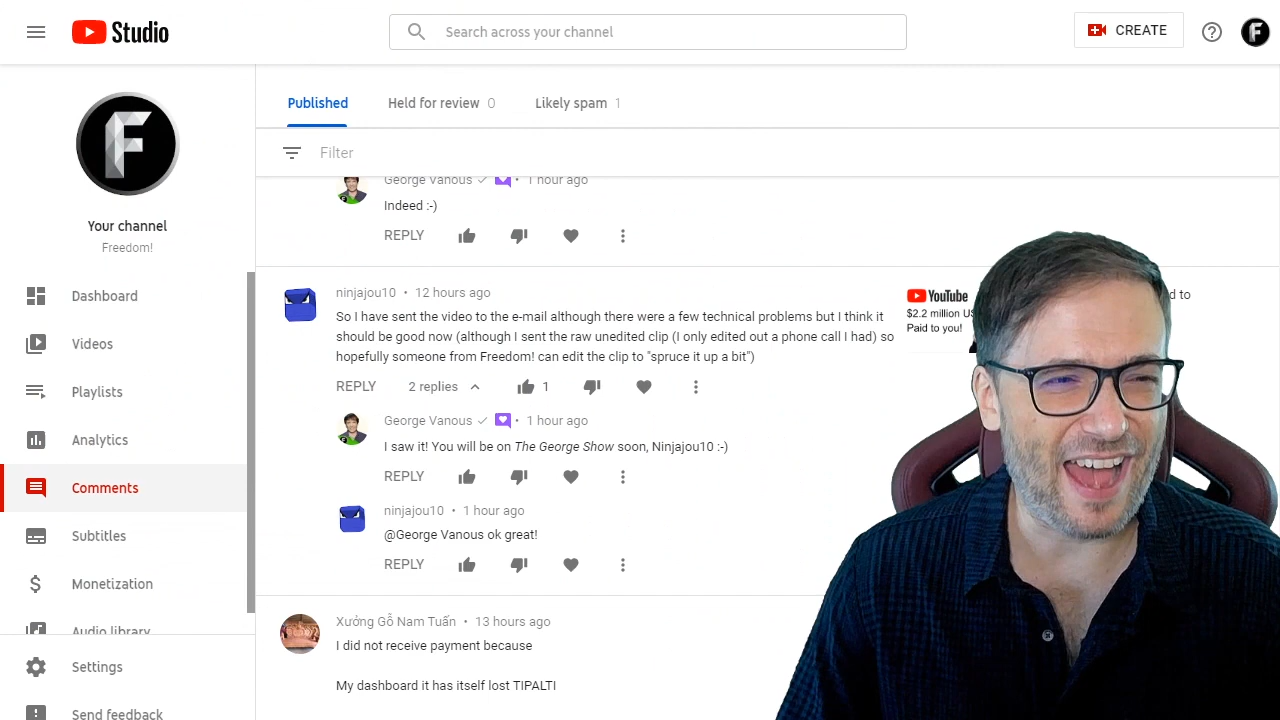 Studio
Search across your channel
CREATE
Published
Held for review 0
Likely spam 1
Filter
Your channel
Freedom!
Dashboard
Videos
Playlists
Analytics
Comments
Subtitles
Monetization
Audio library
Settings
Send feedback
George Vanous • 1 hour ago
Indeed :-)
REPLY
ninjajou10 • 12 hours ago
So I have sent the video to the e-mail although there were a few technical problems but I think it
should be good now (although I sent the raw unedited clip (I only edited out a phone call I had) so
hopefully someone from Freedom! can edit the clip to "spruce it up a bit")
REPLY 2 replies 1
George Vanous • 1 hour ago
I saw it! You will be on The George Show soon, Ninjajou10 :-)
REPLY
ninjajou10 • 1 hour ago
@George Vanous ok great!
REPLY
Xưởng Gỗ Nam Tuấn • 13 hours ago
I did not receive payment because
My dashboard it has itself lost TIPALTI
YouTube
$2.2 million
Paid to you!
to